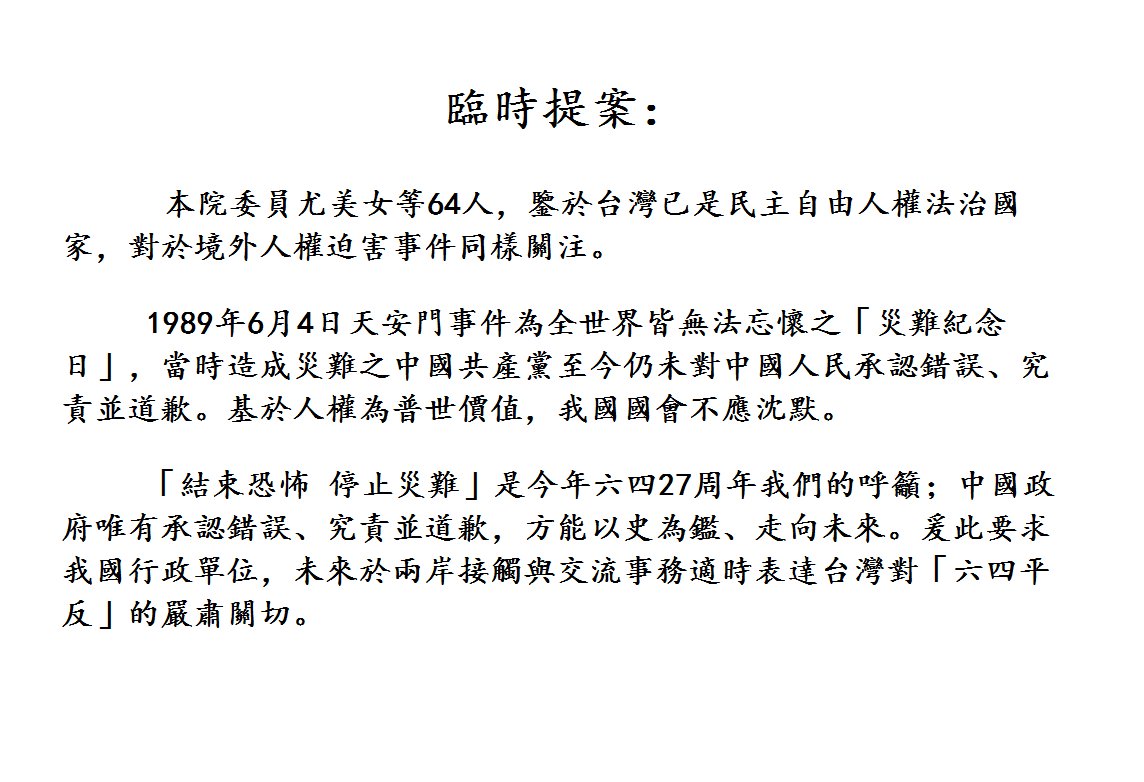 臨時提案：
本院委員尤美女等64人，鑒於台灣已是民主自由人權法治國
家，對於境外人權迫害事件同樣關注。
1989年6月4日天安門事件為全世界皆無法忘懷之「災難紀念
日」，當時造成災難之中國共產黨至今仍未對中國人民承認錯誤、究
責並道歉。基於人權為普世價值，我國國會不應沈默。
「結束恐怖 停止災難」是今年六四27周年我們的呼籲；中國政
府唯有承認錯誤、究責並道歉，方能以史為鑑、走向未來。爰此要求
我國行政單位，未來於兩岸接觸與交流事務適時表達台灣對「六四平
反」的嚴肅關切。